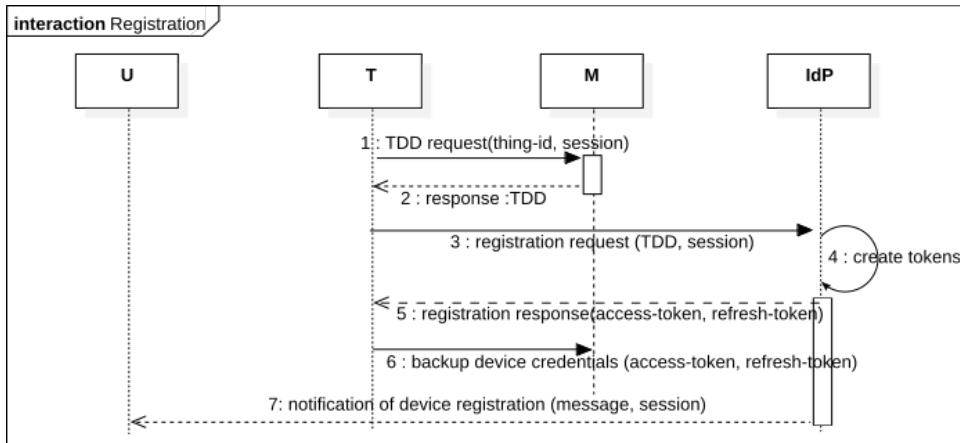 interaction Registration
U T M IdP
1 : TDD request(thing-id, session)
2 : response :TDD
3 : registration request (TDD, session)
4 : create tokens
5 : registration response(access-token, refresh-token)
6 : backup device credentials (access-token, refresh-token)
7: notification of device registration (message, session)